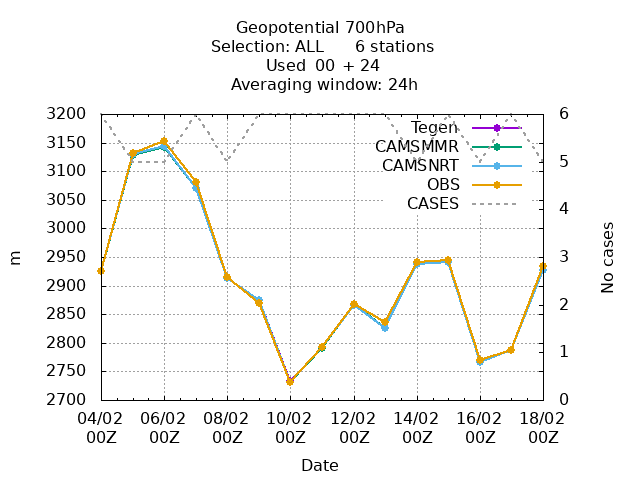 Geopotential 700hPa
Selection: ALL 6 stations
Used 00 + 24
Averaging window: 24h
3200
3150
3100
3050
3000
2950
2900
2850
2800
2750
2700
6
5
4
3
2
1
0
Tegen
CAMSMMR
CAMSNRT
OBS
CASES
m
No cases
04/02 06/02 08/02 10/02 12/02 14/02 16/02 18/02
00Z 00Z 00Z 00Z 00Z 00Z 00Z 00Z
Date